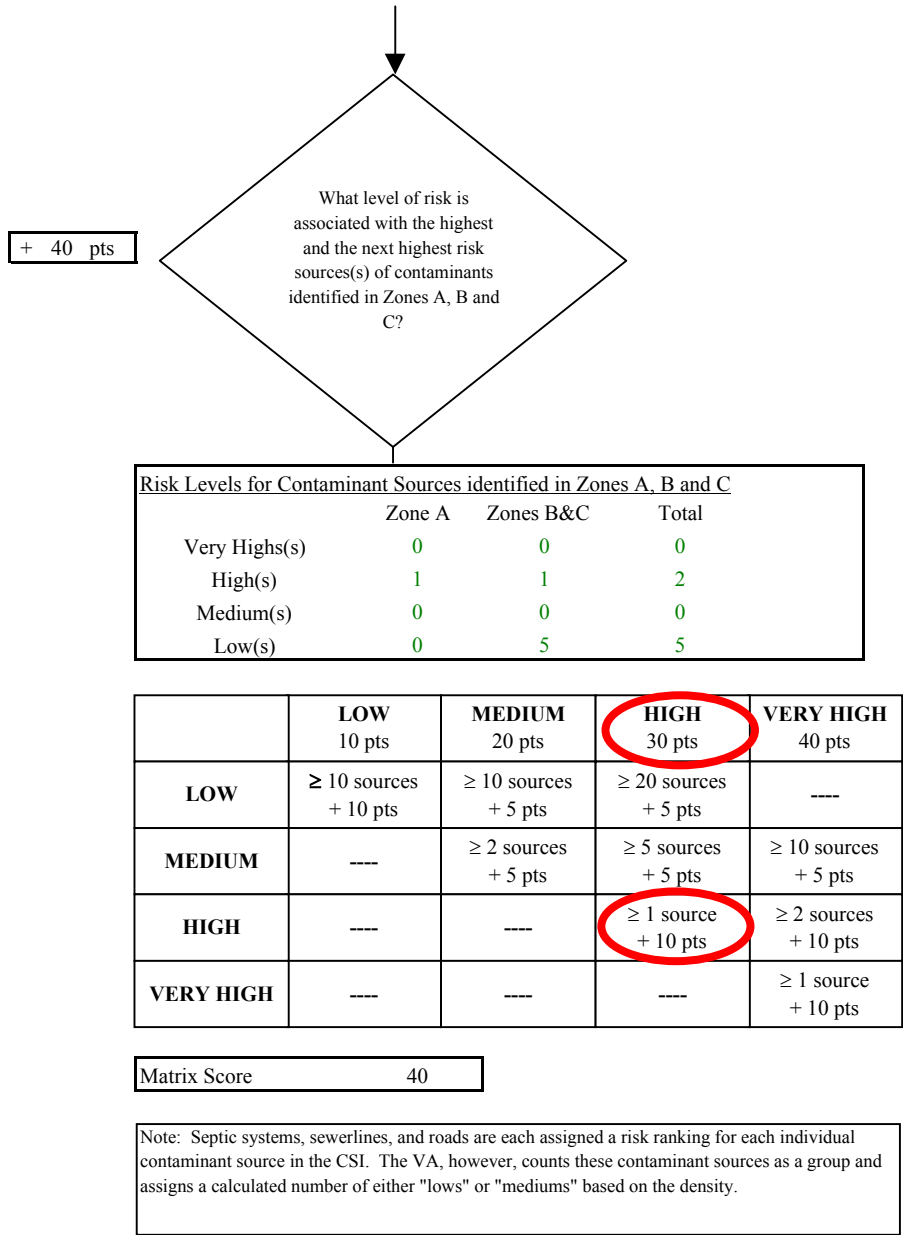 What level of risk is
associated with the highest
and the next highest risk
sources(s) of contaminants
identified in Zones A, B and
C?
+ 40 pts
Risk Levels for Contaminant Sources identified in Zones A, B and C
Zone A Zones B&C Total
Very Highs(s) 0 0 0
High(s) 1 1 2
Medium(s) 0 0 0
Low(s) 0 5 5
LOW MEDIUM HIGH VERY HIGH
10 pts 20 pts 30 pts 40 pts
LOW ≥ 10 sources + 10 pts ≥ 10 sources + 5 pts ≥ 20 sources + 5 pts ----
MEDIUM ---- ≥ 2 sources + 5 pts ≥ 5 sources + 5 pts ≥ 10 sources + 5 pts
HIGH ---- ---- ≥ 1 source + 10 pts ≥ 2 sources + 10 pts
VERY HIGH ---- ---- ---- ≥ 1 source + 10 pts
Matrix Score 40
Note: Septic systems, sewerlines, and roads are each assigned a risk ranking for each individual
contaminant source in the CSI. The VA, however, counts these contaminant sources as a group and
assigns a calculated number of either "lows" or "mediums" based on the density.